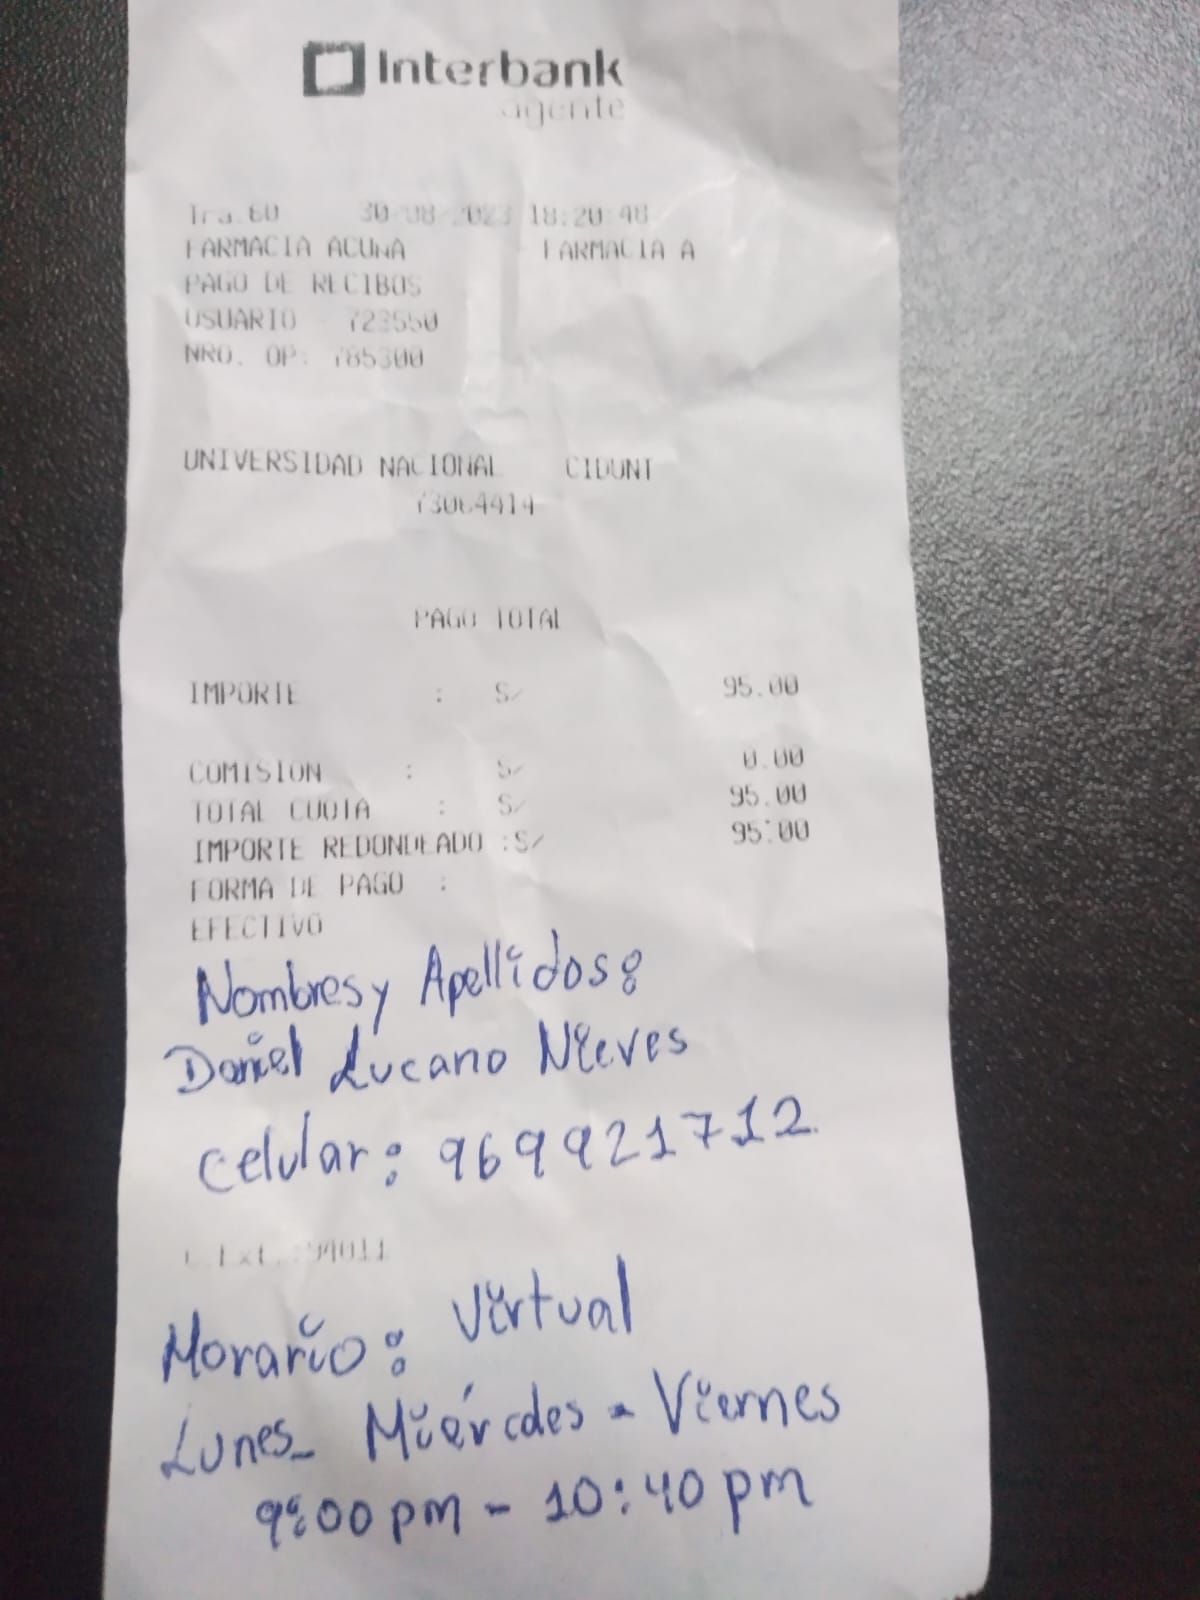 Interbank
agente
Tra.60 30/08/2023 18:20:48
FARMACIA ACUNA FARMACIA A
PAGO DE RECIBOS
USUARIO 723550
NRO. OP: 785300
UNIVERSIDAD NACIONAL CIDUNT
73064414
PAGO TOTAL
IMPORTE : S/ 95.00
COMISION : S/ 0.00
TOTAL CUOTA : S/ 95.00
IMPORTE REDONDEADO :S/ 95.00
FORMA DE PAGO :
EFECTIVO
Nombres y Apellidos:
Daniel Lucano Nieves
Celular: 969921712
Horario: Virtual
Lunes_ Miércoles - Viernes
9:00 pm - 10:40 pm